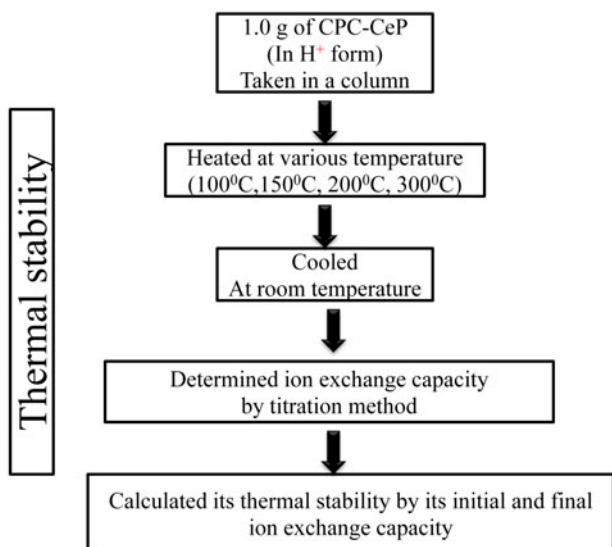 1.0 g of CPC-CeP
(In H⁺ form)
Taken in a column
Thermal stability
Heated at various temperature
(100⁰C,150⁰C, 200⁰C, 300⁰C)
Cooled
At room temperature
Determined ion exchange capacity
by titration method
Calculated its thermal stability by its initial and final
ion exchange capacity